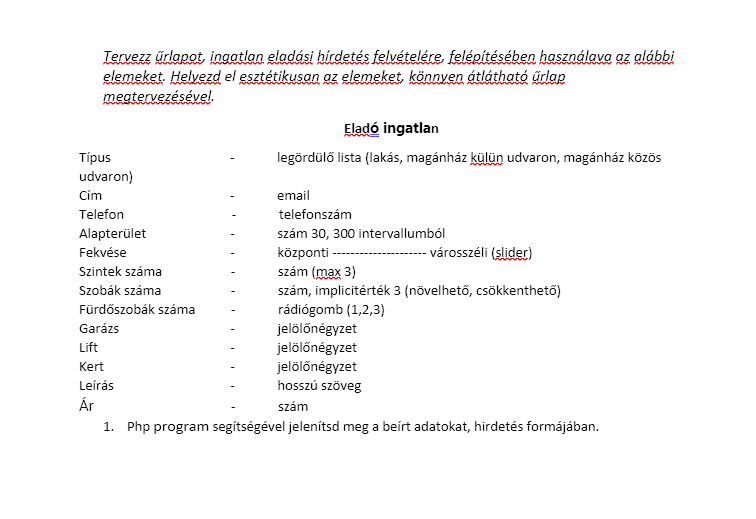 Tervezz űrlapot, ingatlan eladási hírdetés felvételére, felépítésében használava az alábbi
elemeket. Helyezd el esztétikusan az elemeket, könnyen átlátható űrlap
megtervezésével.
Eladó ingatlan
Típus - legördülő lista (lakás, magánház külün udvaron, magánház közös
udvaron)
Cím - email
Telefon - telefonszám
Alapterület - szám 30, 300 intervallumból
Fekvése - központi --------------------- városszéli (slider)
Szintek száma - szám (max 3)
Szobák száma - szám, implicitérték 3 (növelhető, csökkenthető)
Fürdőszobák száma - rádiógomb (1,2,3)
Garázs - jelölőnégyzet
Lift - jelölőnégyzet
Kert - jelölőnégyzet
Leírás - hosszú szöveg
Ár - szám
1. Php program segítségével jelenítsd meg a beírt adatokat, hirdetés formájában.